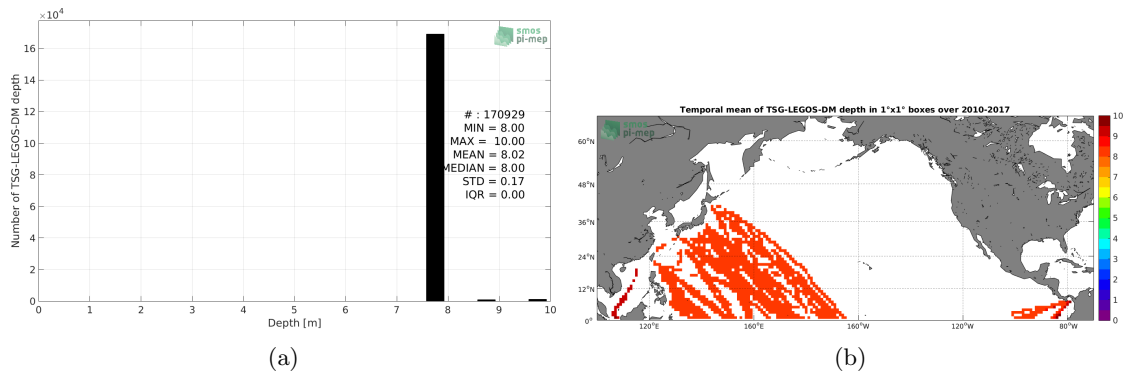 ×10⁴
smos
pi-mep
16
14
12
10
8
6
4
2
0
Number of TSG-LEGOS-DM depth
# : 170929
MIN = 8.00
MAX = 10.00
MEAN = 8.02
MEDIAN = 8.00
STD = 0.17
IQR = 0.00
0 1 2 3 4 5 6 7 8 9 10
Depth [m]
(a)
Temporal mean of TSG-LEGOS-DM depth in 1°x1° boxes over 2010-2017
smos
pi-mep
60°N
48°N
36°N
24°N
12°N
0°
120°E 160°E 160°W 120°W 80°W
10
9
8
7
6
5
4
3
2
1
0
(b)